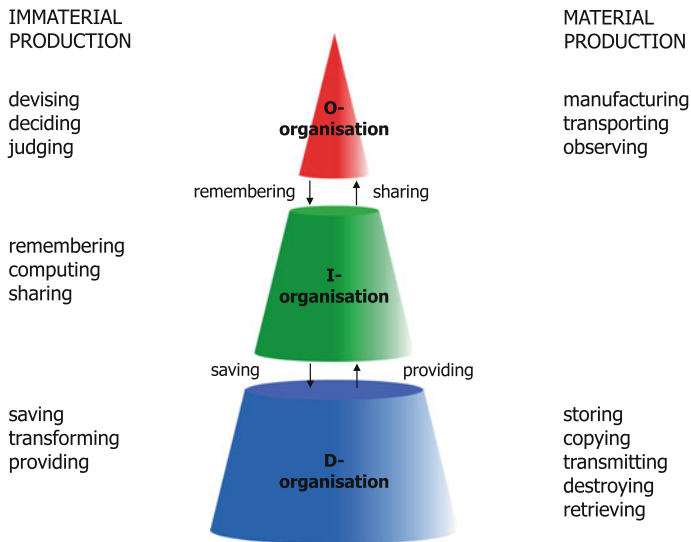 IMMATERIAL
PRODUCTION
MATERIAL
PRODUCTION
devising
deciding
judging
O-
organisation
manufacturing
transporting
observing
remembering
sharing
remembering
computing
sharing
I-
organisation
saving
providing
saving
transforming
providing
D-
organisation
storing
copying
transmitting
destroying
retrieving